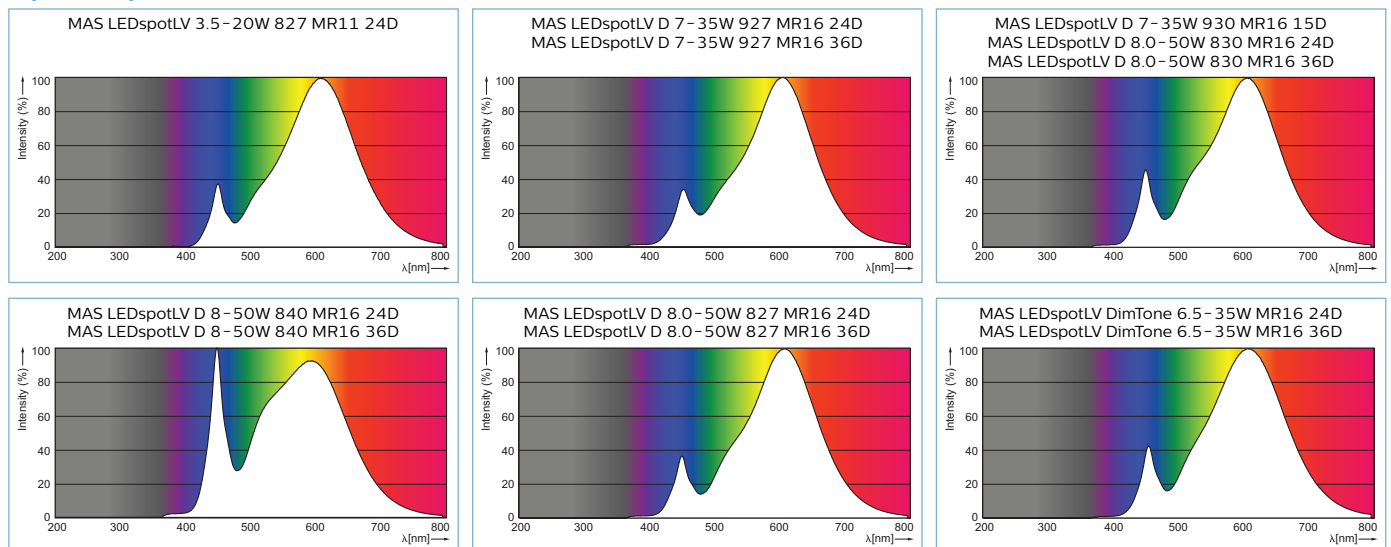 MAS LEDspotLV 3.5-20W 827 MR11 24D
Intensity (%)
100
80
60
40
20
0
200 300 400 500 600 700 800
λ[nm]
MAS LEDspotLV D 7-35W 927 MR16 24D
MAS LEDspotLV D 7-35W 927 MR16 36D
Intensity (%)
100
80
60
40
20
0
200 300 400 500 600 700 800
λ[nm]
MAS LEDspotLV D 7-35W 930 MR16 15D
MAS LEDspotLV D 8.0-50W 830 MR16 24D
MAS LEDspotLV D 8.0-50W 830 MR16 36D
Intensity (%)
100
80
60
40
20
0
200 300 400 500 600 700 800
λ[nm]
MAS LEDspotLV D 8-50W 840 MR16 24D
MAS LEDspotLV D 8-50W 840 MR16 36D
Intensity (%)
100
80
60
40
20
0
200 300 400 500 600 700 800
λ[nm]
MAS LEDspotLV D 8.0-50W 827 MR16 24D
MAS LEDspotLV D 8.0-50W 827 MR16 36D
Intensity (%)
100
80
60
40
20
0
200 300 400 500 600 700 800
λ[nm]
MAS LEDspotLV DimTone 6.5-35W MR16 24D
MAS LEDspotLV DimTone 6.5-35W MR16 36D
Intensity (%)
100
80
60
40
20
0
200 300 400 500 600 700 800
λ[nm]